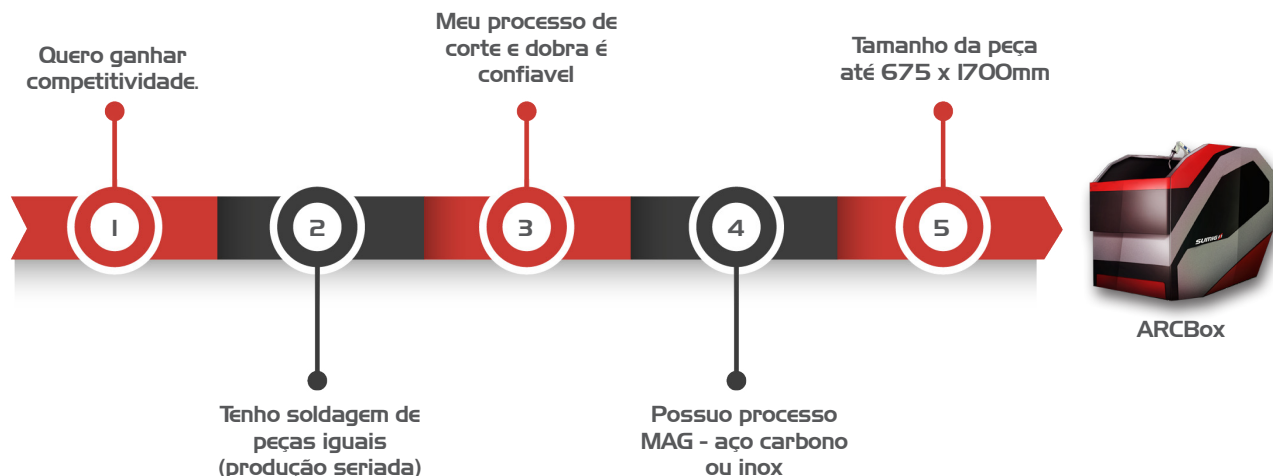 Quero ganhar
competitividade.
1
Tenho soldagem de
peças iguais
(produção seriada)
2
Meu processo de
corte e dobra é
confiavel
3
Possuo processo
MAG - aço carbono
ou inox
4
Tamanho da peça
até 675 x 1700mm
5
SUMIG
ARCBox